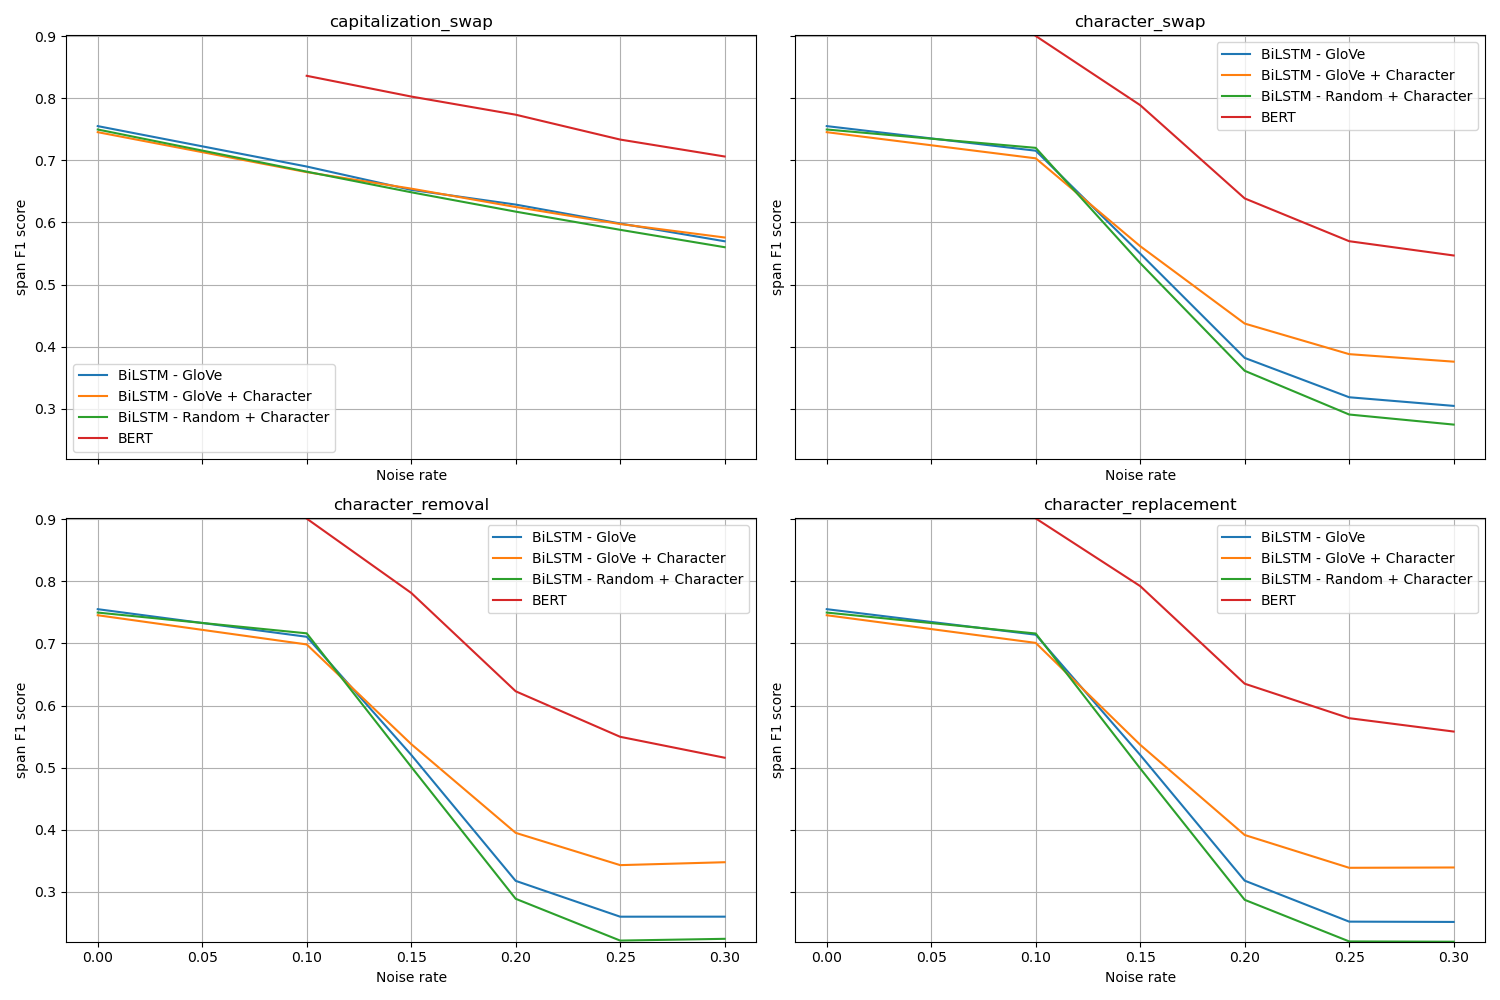 capitalization_swap
0.9
0.8
0.7
0.6
0.5
0.4
0.3
span F1 score
BiLSTM - GloVe
BiLSTM - GloVe + Character
BiLSTM - Random + Character
BERT
Noise rate
character_swap
span F1 score
BiLSTM - GloVe
BiLSTM - GloVe + Character
BiLSTM - Random + Character
BERT
Noise rate
character_removal
0.9
0.8
0.7
0.6
0.5
0.4
0.3
span F1 score
BiLSTM - GloVe
BiLSTM - GloVe + Character
BiLSTM - Random + Character
BERT
0.00 0.05 0.10 0.15 0.20 0.25 0.30
Noise rate
character_replacement
span F1 score
BiLSTM - GloVe
BiLSTM - GloVe + Character
BiLSTM - Random + Character
BERT
0.00 0.05 0.10 0.15 0.20 0.25 0.30
Noise rate